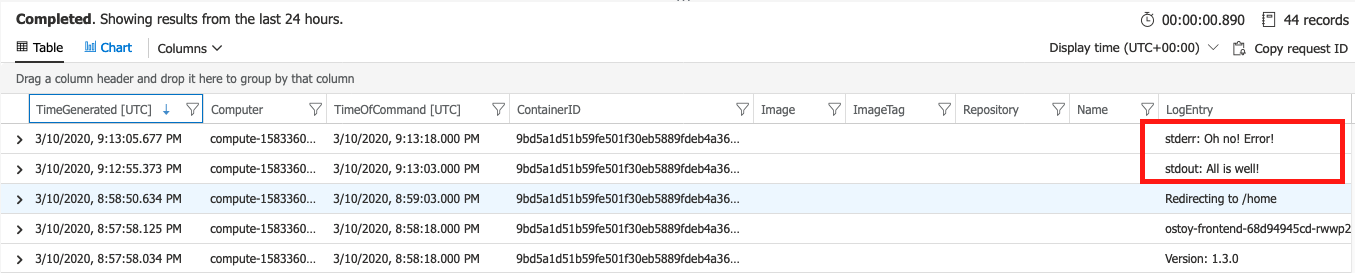 Completed. Showing results from the last 24 hours. 00:00:00.890 44 records
Table Chart Columns Display time (UTC+00:00) Copy request ID
Drag a column header and drop it here to group by that column
TimeGenerated [UTC] Computer TimeOfCommand [UTC] ContainerID Image ImageTag Repository Name LogEntry
3/10/2020, 9:13:05.677 PM compute-1583360... 3/10/2020, 9:13:18.000 PM 9bd5a1d51b59fe501f30eb5889fdeb4a36... stderr: Oh no! Error!
3/10/2020, 9:12:55.373 PM compute-1583360... 3/10/2020, 9:13:03.000 PM 9bd5a1d51b59fe501f30eb5889fdeb4a36... stdout: All is well!
3/10/2020, 8:58:50.634 PM compute-1583360... 3/10/2020, 8:59:03.000 PM 9bd5a1d51b59fe501f30eb5889fdeb4a36... Redirecting to /home
3/10/2020, 8:57:58.125 PM compute-1583360... 3/10/2020, 8:58:18.000 PM 9bd5a1d51b59fe501f30eb5889fdeb4a36... ostoy-frontend-68d94945cd-rwwp2
3/10/2020, 8:57:58.034 PM compute-1583360... 3/10/2020, 8:58:18.000 PM 9bd5a1d51b59fe501f30eb5889fdeb4a36... Version: 1.3.0